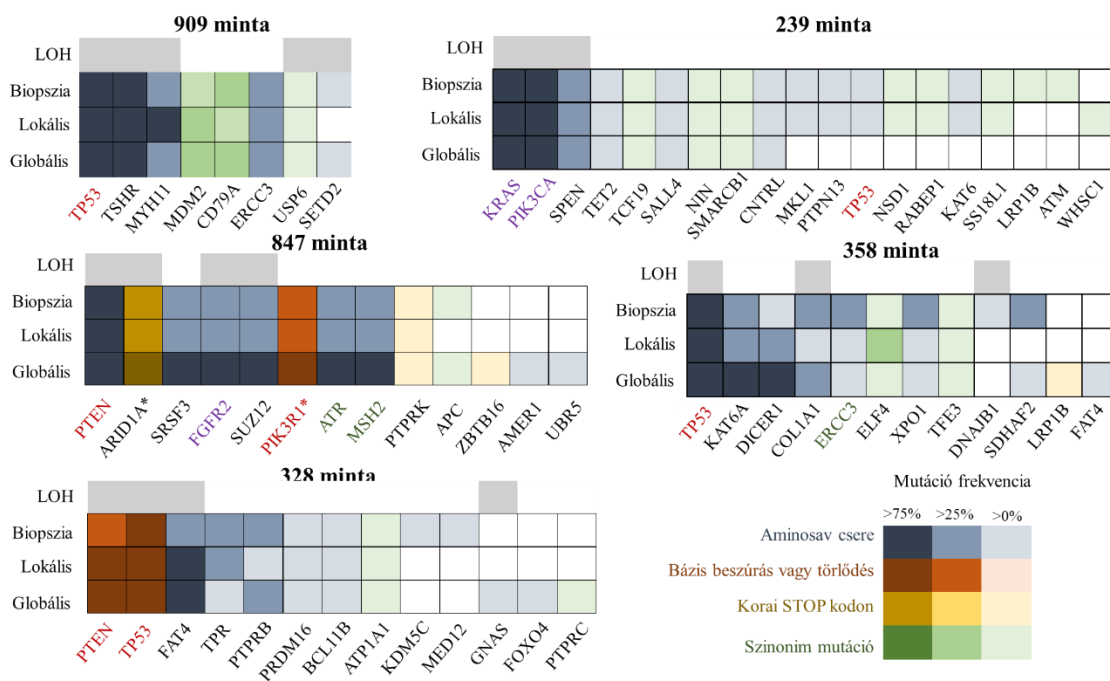 909 minta
LOH
Biopszia
Lokális
Globális
TP53
TSHR
MYH11
MDM2
CD79A
ERCC3
USP6
SETD2
239 minta
LOH
Biopszia
Lokális
Globális
KRAS
PIK3CA
SPEN
TET2
TCF19
SALL4
NIN
SMARCB1
CNTRL
MKL1
PTPN13
TP53
NSD1
RABEP1
KAT6
SS18L1
LRP1B
ATM
WHSC1
847 minta
LOH
Biopszia
Lokális
Globális
PTEN
ARID1A*
SRSF3
FGFR2
SUZ12
PIK3R1*
ATR
MSH2
PTPRK
APC
ZBTB16
AMER1
UBR5
358 minta
LOH
Biopszia
Lokális
Globális
TP53
KAT6A
DICER1
COL1A1
ERCC3
ELF4
XPO1
TFE3
DNAJB1
SDHAF2
LRP1B
FAT4
328 minta
LOH
Biopszia
Lokális
Globális
PTEN
TP53
FAT4
TPR
PTPRB
PRDM16
BCL11B
ATP1A1
KDM5C
MED12
GNAS
FOXO4
PTPRC
Mutáció frekvencia
>75% >25% >0%
Aminosav csere
Bázis beszúrás vagy törlődés
Korai STOP kodon
Szinonim mutáció